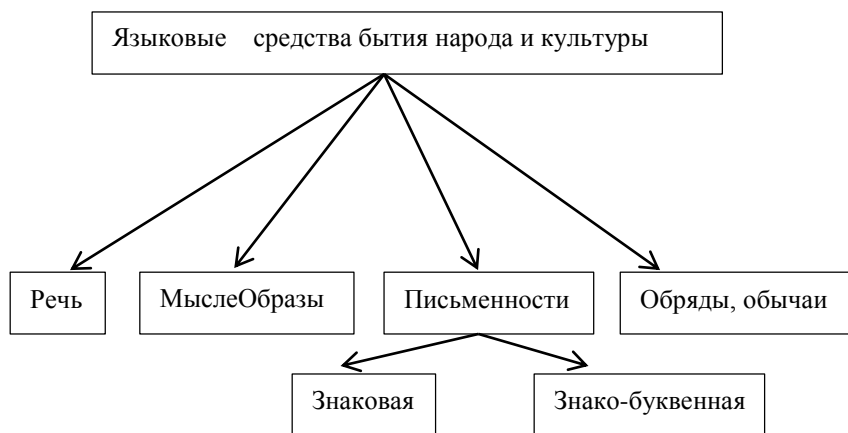 Языковые средства бытия народа и культуры
Речь
МыслеОбразы
Письменности
Обряды, обычаи
Знаковая
Знако-буквенная